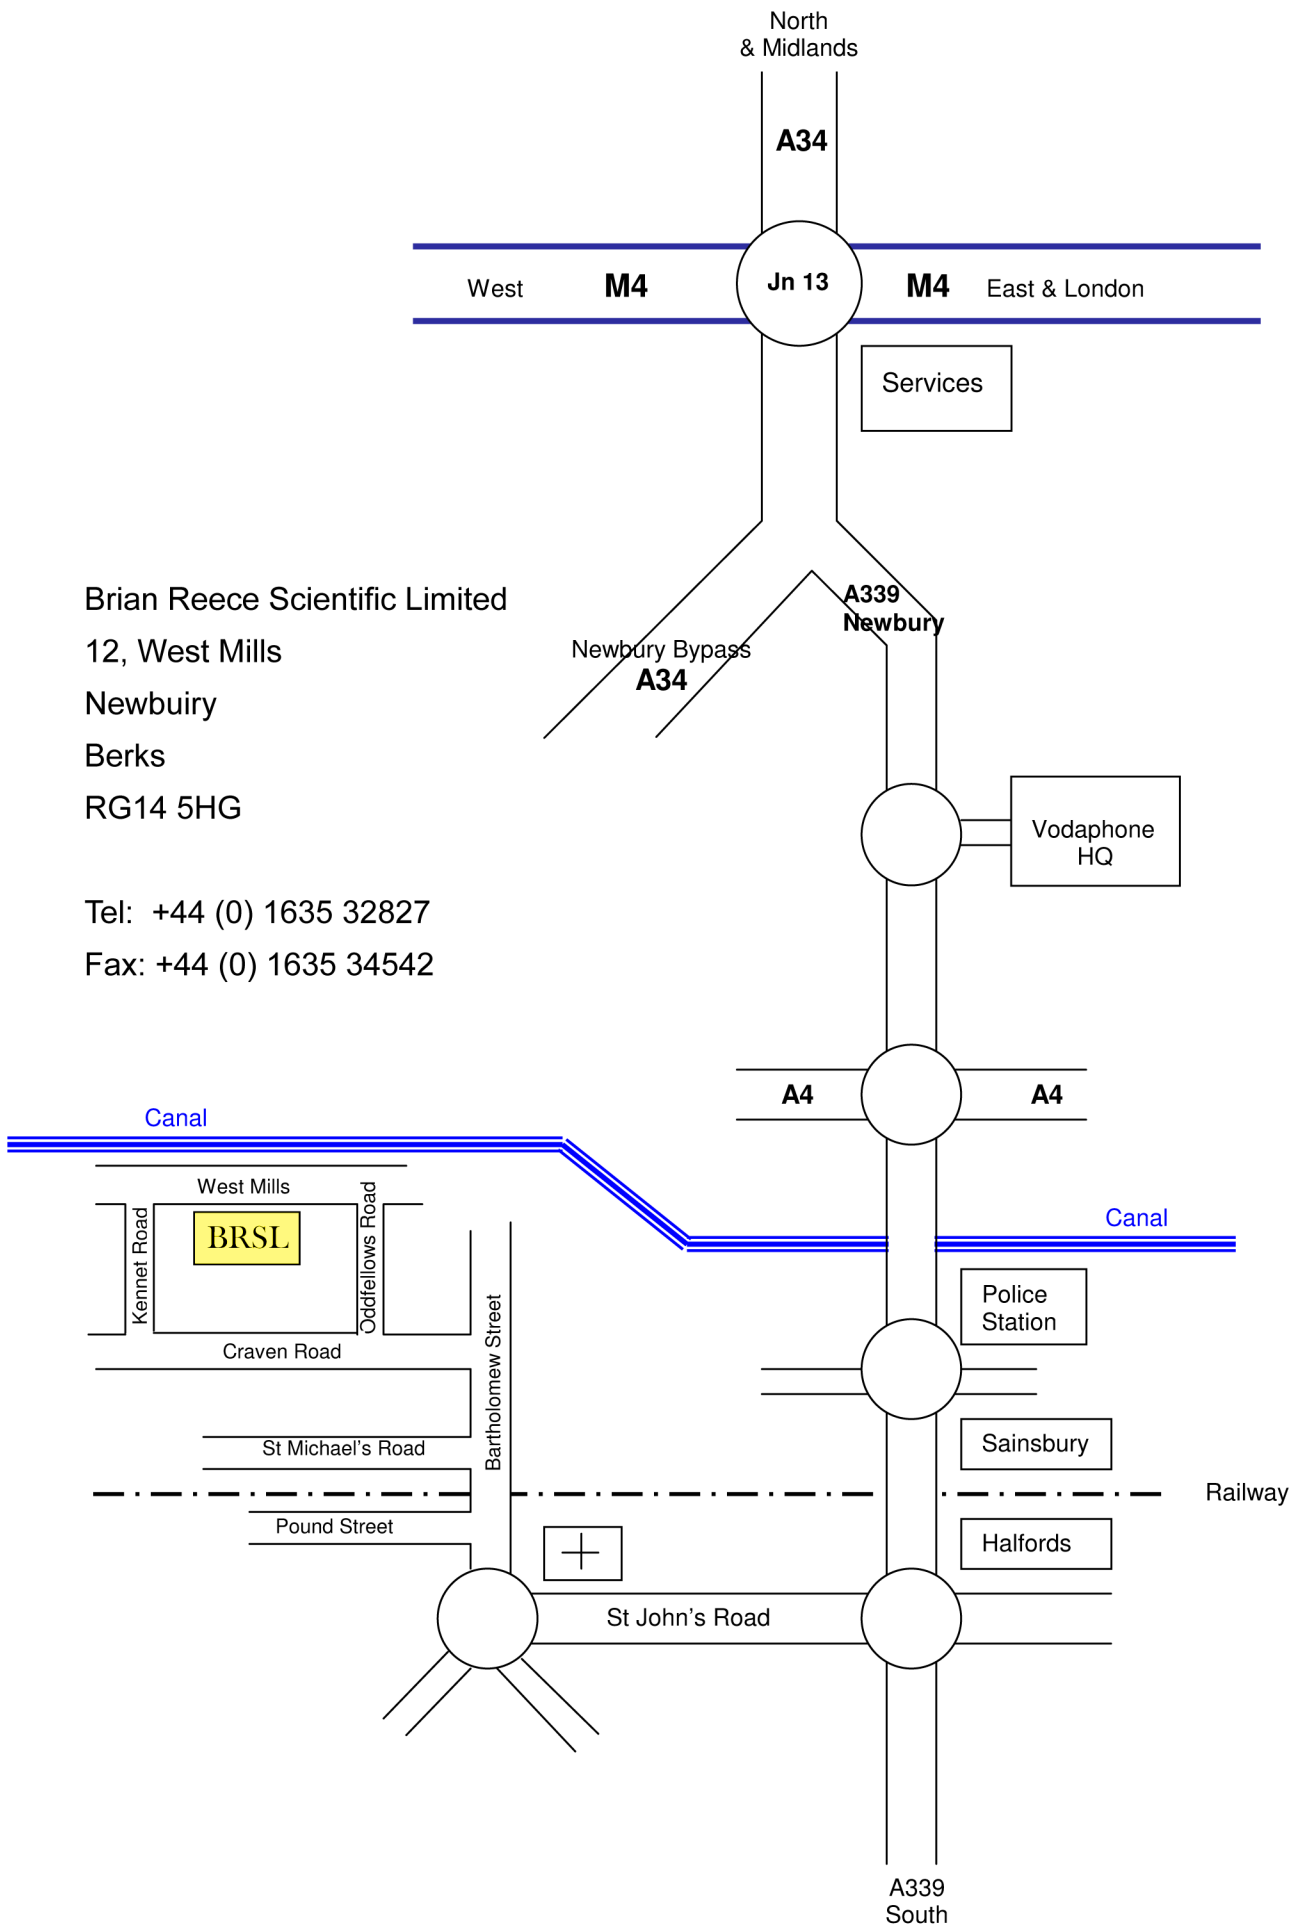 North
& Midlands
A34
West
M4
Jn 13
M4
East & London
Services
A339
Newbury
Newbury Bypass
A34
Brian Reece Scientific Limited
12, West Mills
Newbuiry
Berks
RG14 5HG
Tel:  +44 (0) 1635 32827
Fax: +44 (0) 1635 34542
Vodaphone
HQ
A4
A4
Canal
West Mills
BRSL
Kennet Road
Oddfellows Road
Canal
Police
Station
Craven Road
Bartholomew Street
St Michael’s Road
Sainsbury
Railway
Pound Street
Halfords
St John’s Road
A339
South